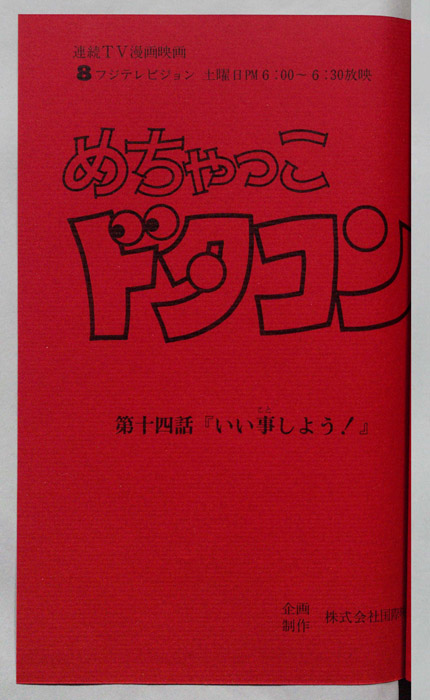 連続TV漫画映画
8フジテレビジョン 土曜日PM6:00～6:30放映
めちゃっこ
ドタコン
第十四話『いい事しよう!』
こと
企画
制作 株式会社国際